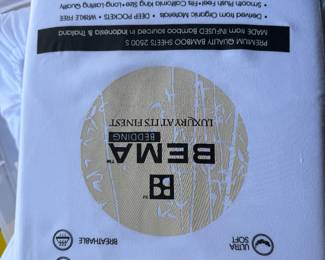 ULTRA
SOFT
BREATHABLE
BEMA™
BEDDING
LUXURY AT ITS FINEST
PREMIUM QUALITY BAMBOO SHEETS 2500 S
MADE from INFUSED Bamboo sourced in Indonesia & Thailand
• Derived from Organic Materials • WRINKLE FREE
• DEEP POCKETS • Fits California King
• Smooth Plush Feel • Size • Long-Lasting Quality